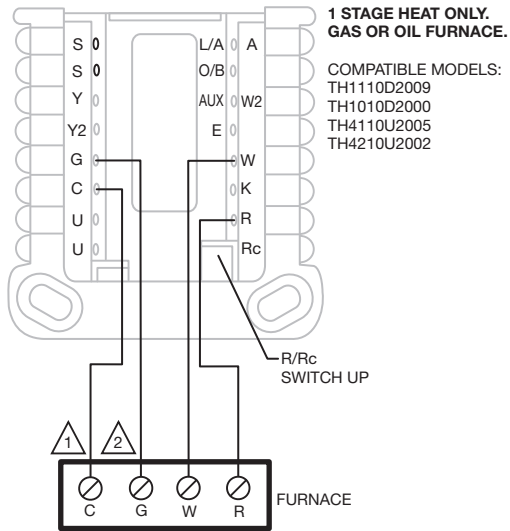 1 STAGE HEAT ONLY.
GAS OR OIL FURNACE.
COMPATIBLE MODELS:
TH1110D2009
TH1010D2000
TH4110U2005
TH4210U2002
S L/A A
S O/B
Y AUX W2
Y2 E
G W
C K
U R
U Rc
R/Rc
SWITCH UP
1 2
C G W R
FURNACE